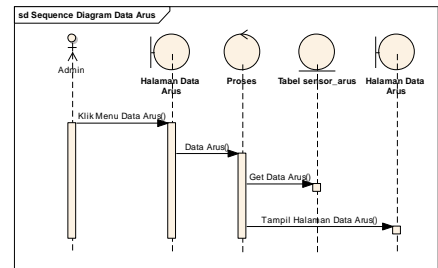 sd Sequence Diagram Data Arus
Admin
Halaman Data
Arus
Proses
Tabel sensor_arus
Halaman Data
Arus
Klik Menu Data Arus()
Data Arus()
Get Data Arus()
Tampil Halaman Data Arus()